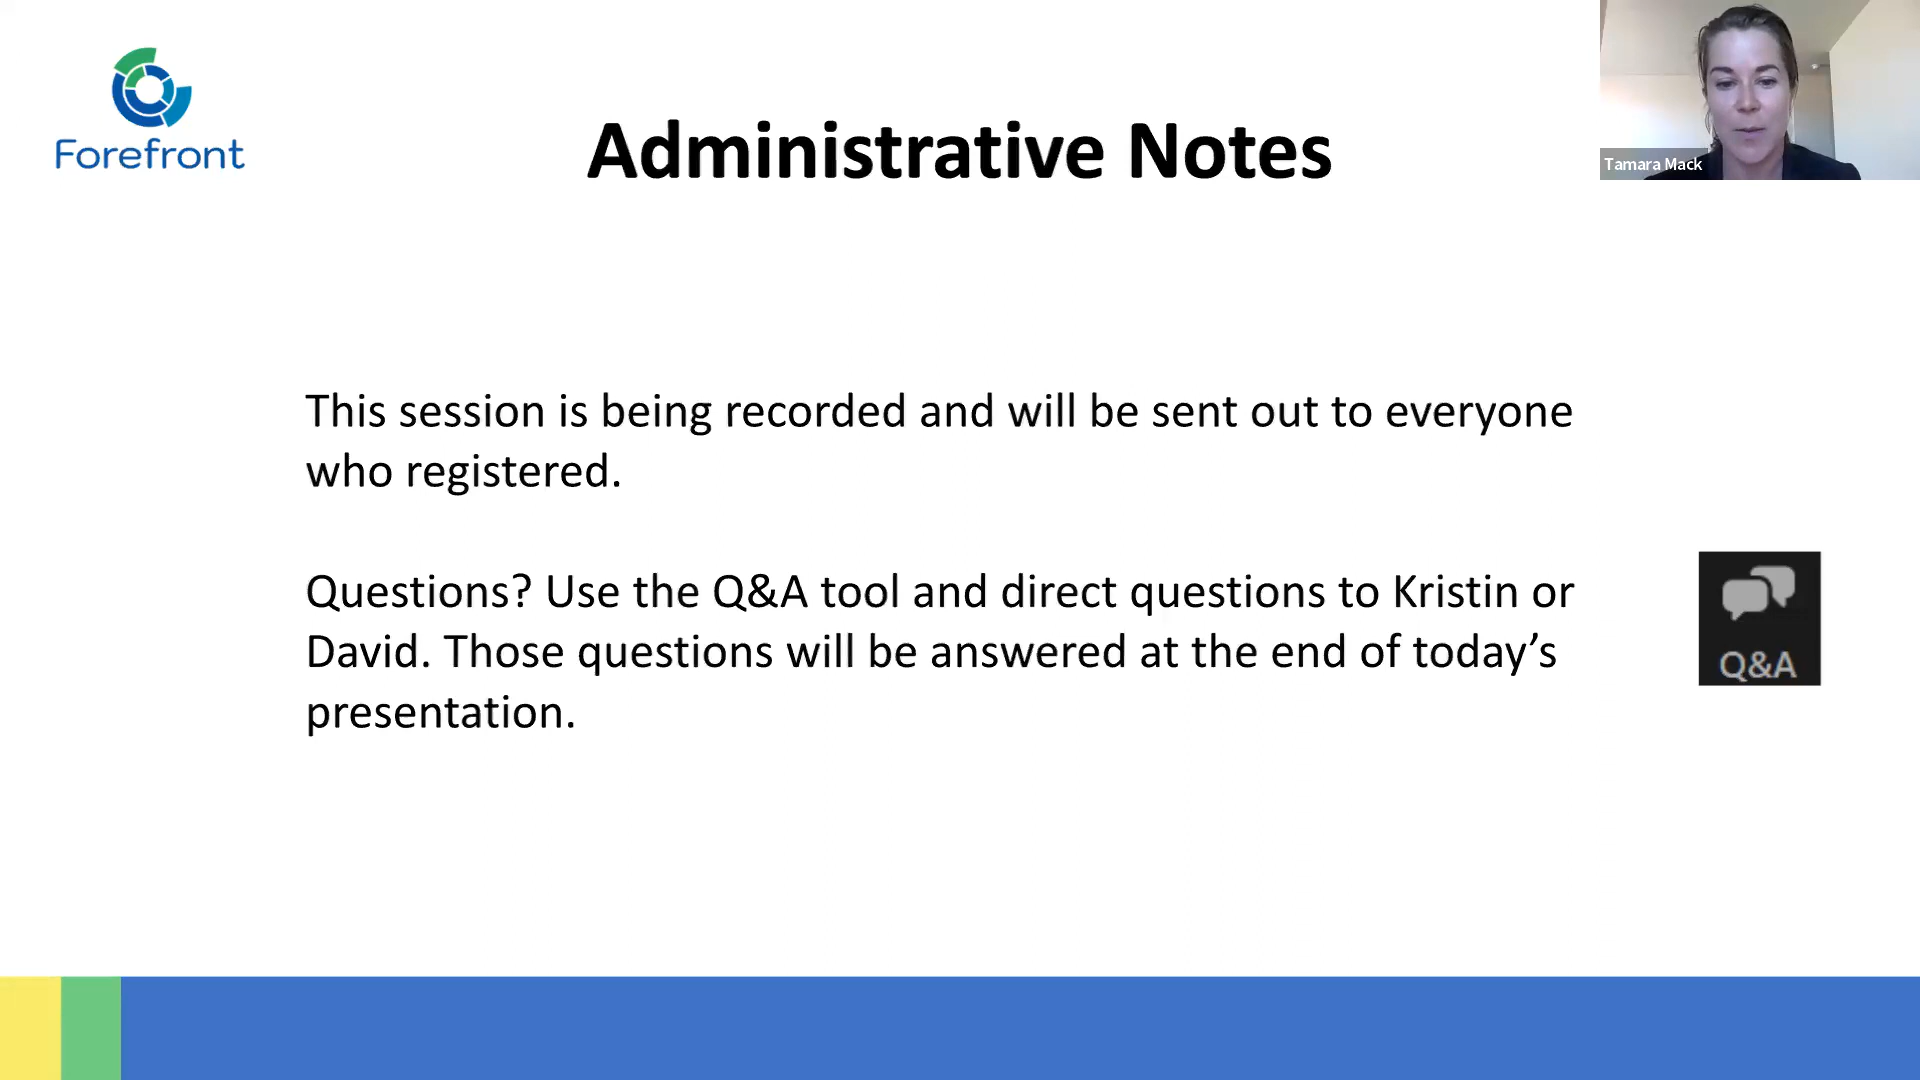 Forefront
Administrative Notes
Tamara Mack
This session is being recorded and will be sent out to everyone
who registered.
Questions? Use the Q&A tool and direct questions to Kristin or
David. Those questions will be answered at the end of today’s
presentation.
Q&A